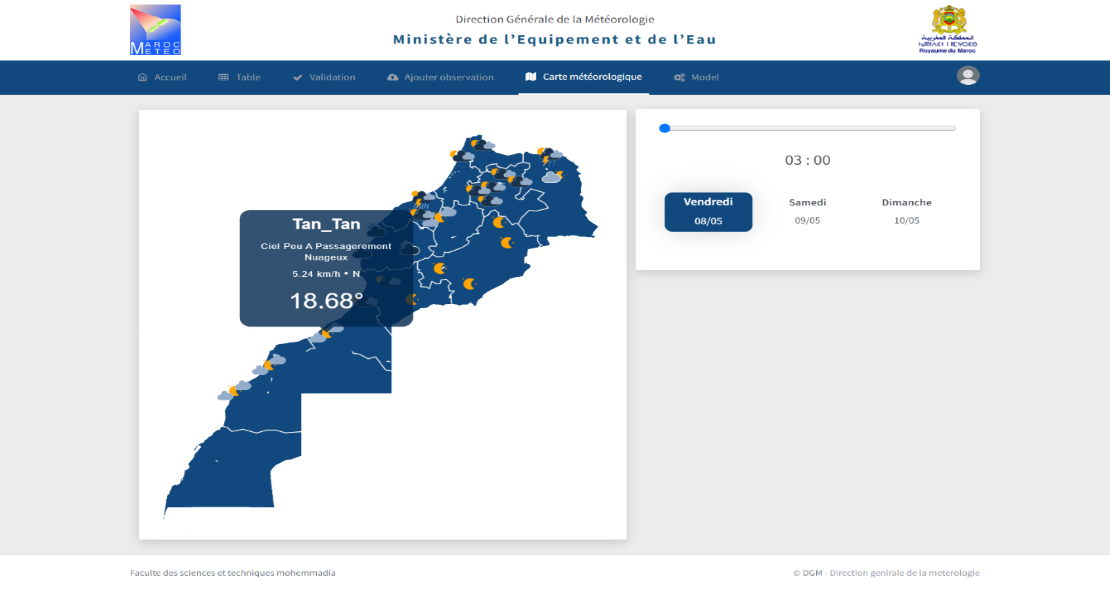 MAROC
METEO
Direction Générale de la Météorologie
Ministère de l'Equipement et de l'Eau
المملكة المغربية
Royaume du Maroc
Accueil
Table
Validation
Ajouter observation
Carte météorologique
Model
Tan_Tan
Ciel Peu A Passagerement
Nuageux
5.24 km/h • N
18.68°
03 : 00
Vendredi
08/05
Samedi
09/05
Dimanche
10/05
Faculte des sciences et techniques mohemmadia
© DGM - Direction genirale de la meterologie